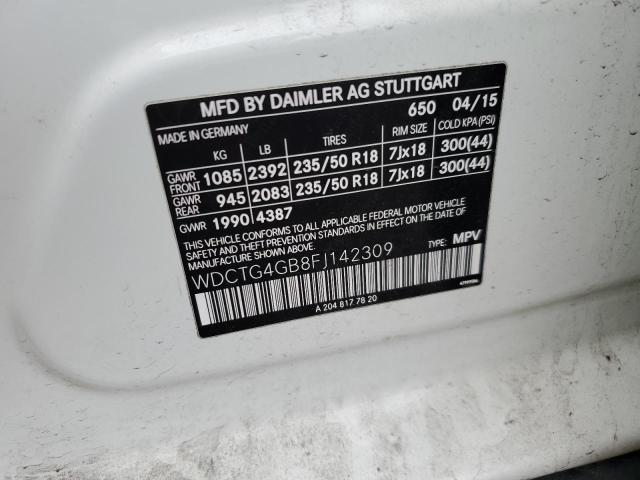 MFD BY DAIMLER AG STUTTGART
650 04/15
MADE IN GERMANY
KG LB TIRES RIM SIZE COLD KPA (PSI)
GAWR FRONT 1085 2392 235/50 R18 7Jx18 300(44)
GAWR REAR 945 2083 235/50 R18 7Jx18 300(44)
GVWR 1990 4387
THIS VEHICLE CONFORMS TO ALL APPLICABLE FEDERAL MOTOR VEHICLE
SAFETY STANDARDS IN EFFECT ON THE DATE OF MANUFACTURE
SHOWN ABOVE
WDCTG4GB8FJ142309 TYPE: MPV
A 204 817 78 20